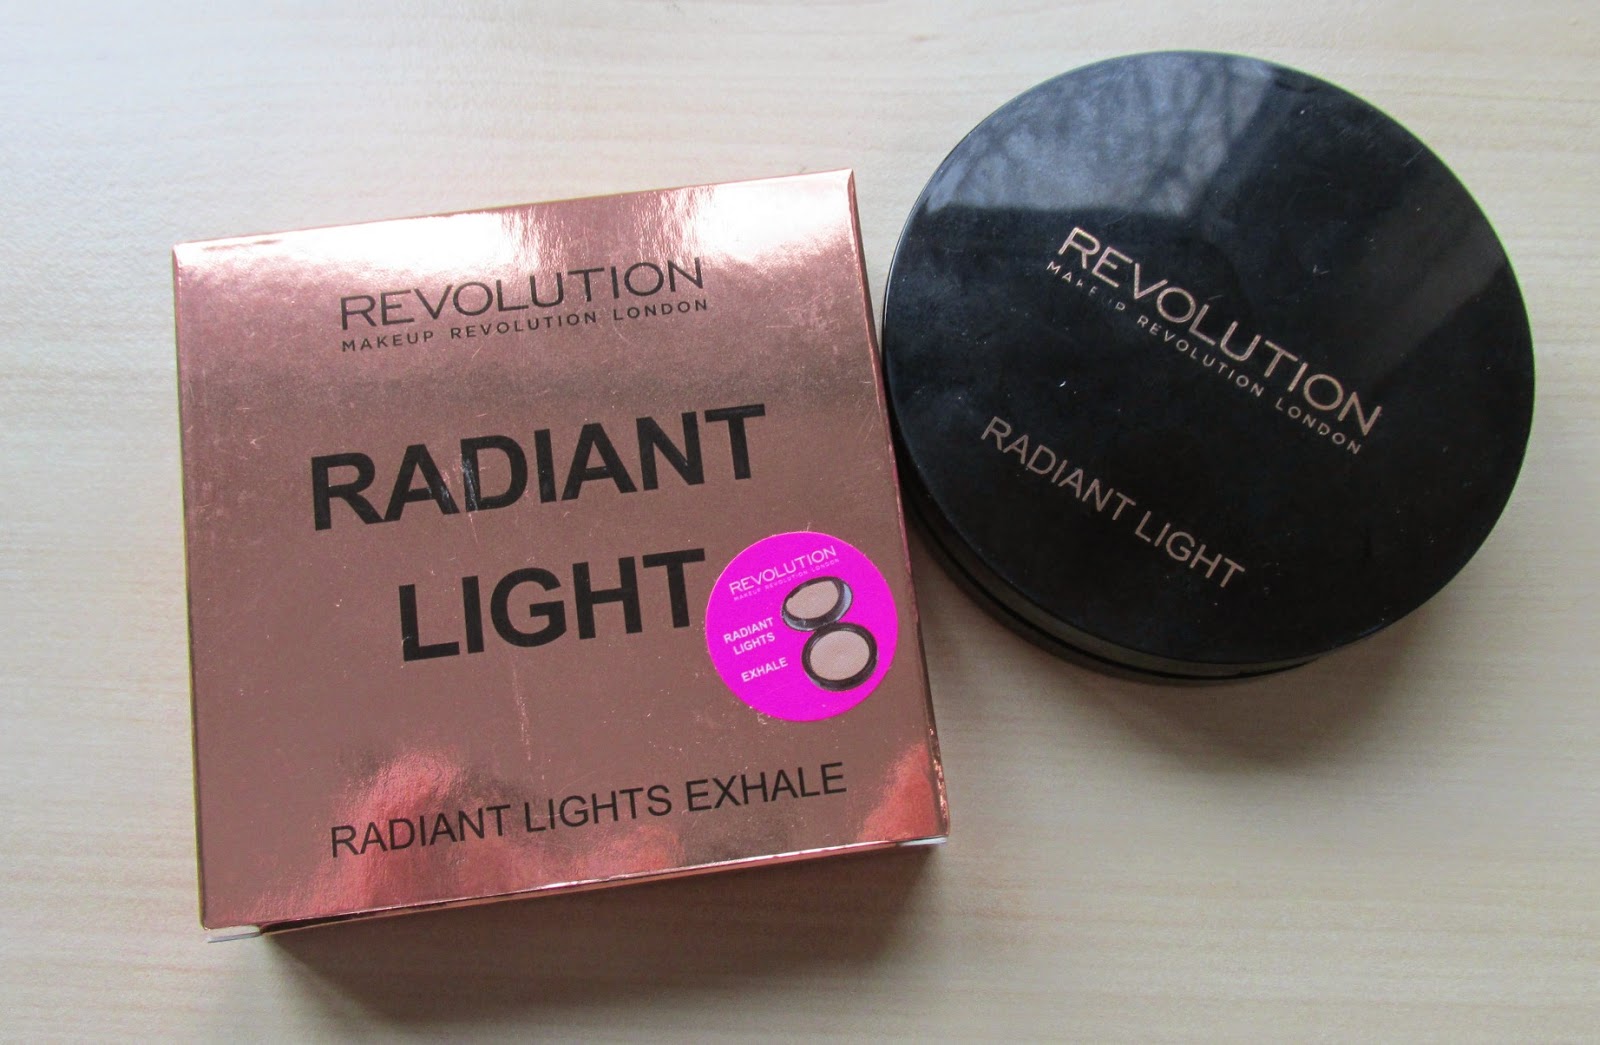 REVOLUTION
MAKEUP REVOLUTION LONDON
RADIANT
LIGHT
REVOLUTION
MAKEUP REVOLUTION LONDON
RADIANT
LIGHTS
EXHALE
RADIANT LIGHTS EXHALE
REVOLUTION
MAKEUP REVOLUTION LONDON
RADIANT LIGHT